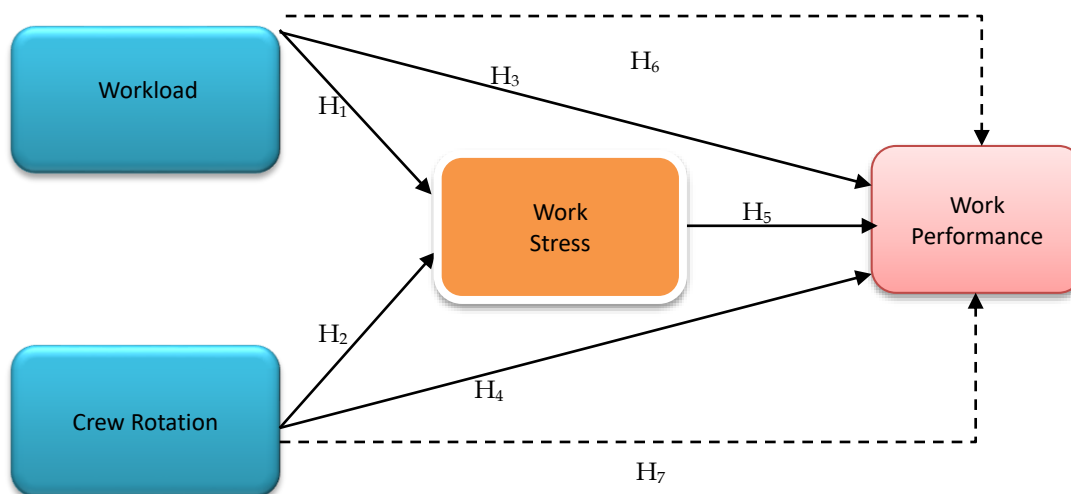 H₆
H₃
Workload
H₁
Work
Stress
H₅
Work
Performance
H₂
H₄
Crew Rotation
H₇